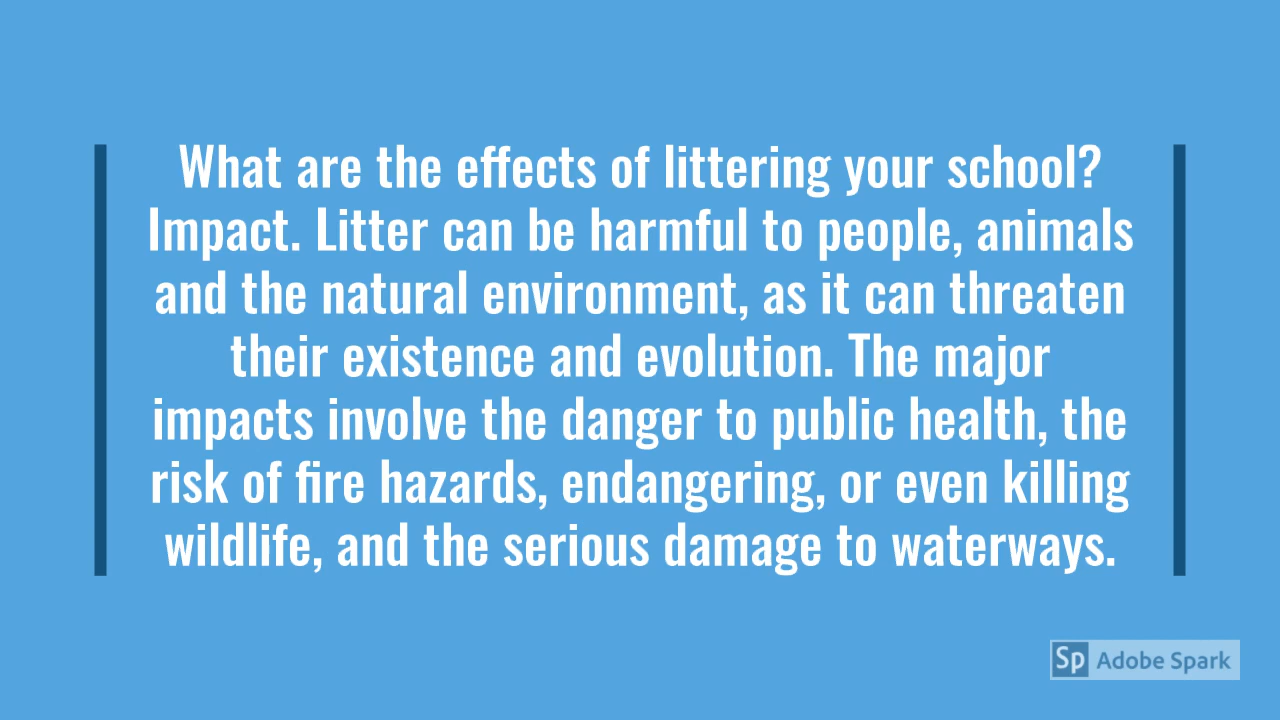 What are the effects of littering your school?
Impact. Litter can be harmful to people, animals
and the natural environment, as it can threaten
their existence and evolution. The major
impacts involve the danger to public health, the
risk of fire hazards, endangering, or even killing
wildlife, and the serious damage to waterways.
Sp Adobe Spark